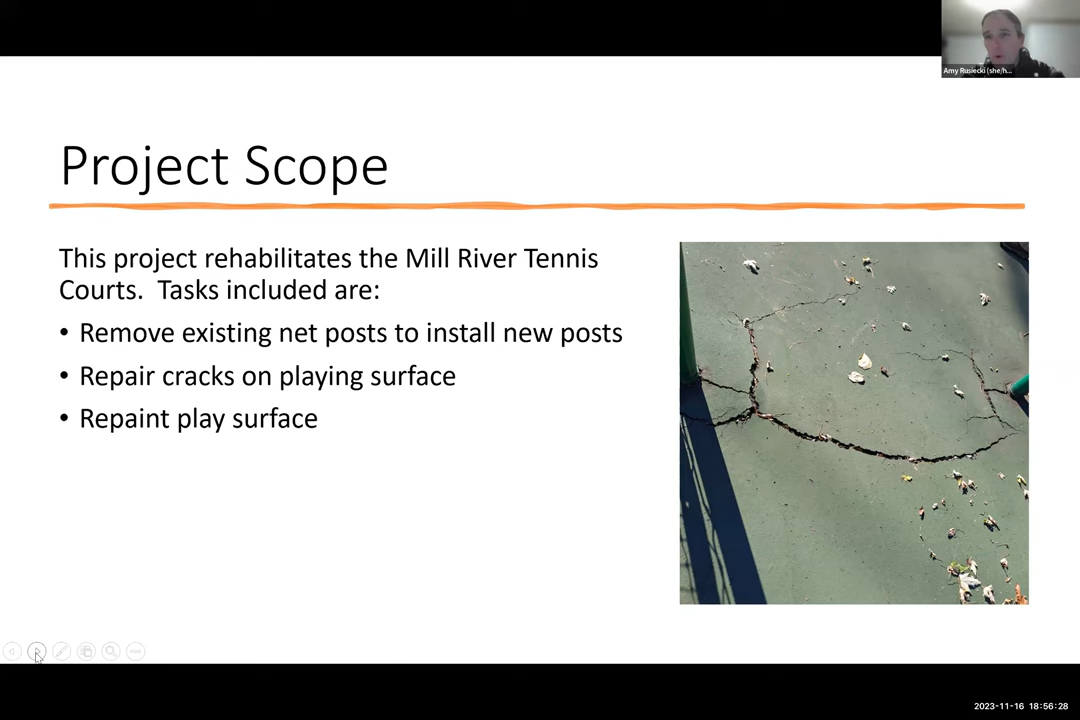 Amy Rusiecki (she/h...
Project Scope
This project rehabilitates the Mill River Tennis
Courts.  Tasks included are:
• Remove existing net posts to install new posts
• Repair cracks on playing surface
• Repaint play surface
2023-11-16 18:56:28